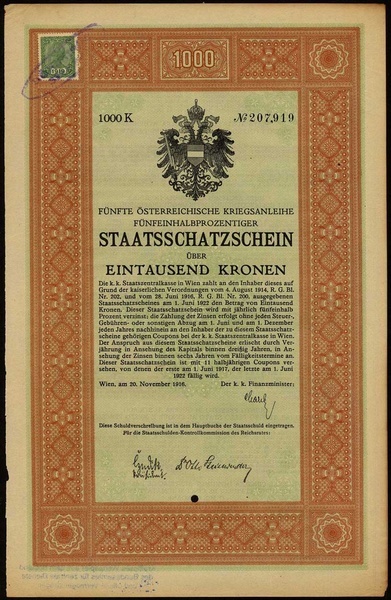 1000
1000 K
№ 207,919
FÜNFTE ÖSTERREICHISCHE KRIEGSANLEIHE
FÜNFEINHALBPROZENTIGER
STAATSSCHATZSCHEIN
ÜBER
EINTAUSEND KRONEN
Die k. k. Staatszentralkasse in Wien zahlt an den Inhaber dieses auf
Grund der kaiserlichen Verordnungen vom 4. August 1914, R. G. Bl.
Nr. 202, und vom 28. Juni 1916, R. G. Bl. Nr. 200, ausgegebenen
Staatsschatzscheines am 1. Juni 1922 den Betrag von Eintausend
Kronen. Dieser Staatsschatzschein wird mit jährlich fünfeinhalb
Prozent verzinst; die Zahlung der Zinsen erfolgt ohne jeden Steuer-,
Gebühren- oder sonstigen Abzug am 1. Juni und am 1. Dezember
jeden Jahres nachhinein an den Inhaber der zu diesem Staatsschatz-
scheine gehörigen Coupons bei der k. k. Staatszentralkasse in Wien.
Der Anspruch aus diesem Staatsschatzscheine erlischt durch Ver-
jährung in Ansehung des Kapitals binnen dreißig Jahren, in An-
sehung der Zinsen binnen sechs Jahren vom Fälligkeitstermine an.
Dieser Staatsschatzschein ist mit 11 halbjährigen Coupons ver-
sehen, von denen der erste am 1. Juni 1917, der letzte am 1. Juni
1922 fällig wird.
Wien, am 20. November 1916.
Der k. k. Finanzminister:
Diese Schuldverschreibung ist in dem Hauptbuche der Staatsschuld eingetragen.
Für die Staatsschulden-Kontrollkommission des Reichsrates: